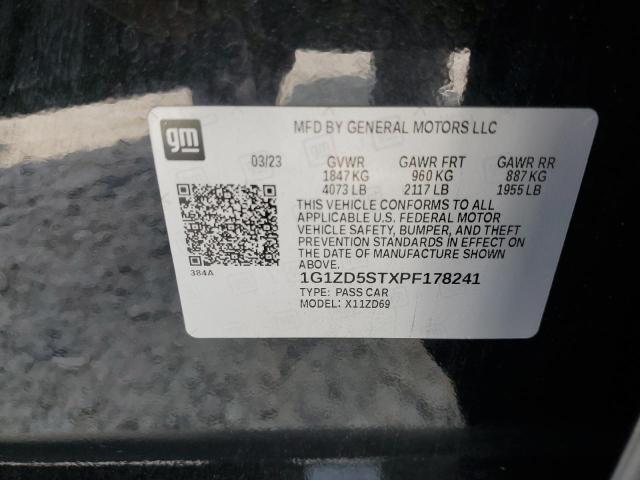 gm
MFD BY GENERAL MOTORS LLC
03/23 GVWR GAWR FRT GAWR RR
1847 KG 960 KG 887 KG
4073 LB 2117 LB 1955 LB
THIS VEHICLE CONFORMS TO ALL
APPLICABLE U.S. FEDERAL MOTOR
VEHICLE SAFETY, BUMPER, AND THEFT
PREVENTION STANDARDS IN EFFECT ON
THE DATE OF MANUFACTURE SHOWN
ABOVE.
384A
1G1ZD5STXPF178241
TYPE: PASS CAR
MODEL: X11ZD69